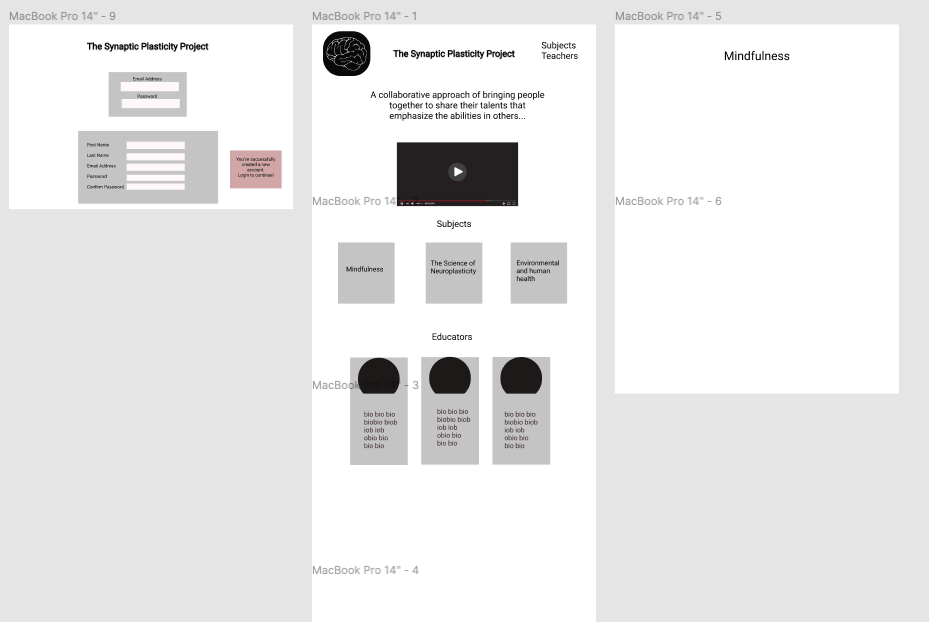 MacBook Pro 14" - 9
The Synaptic Plasticity Project
Email Address
Password
First Name
Last Name
Email Address
Password
Confirm Password
You're successfully
created a new
account.
Login to continue!
MacBook Pro 14" - 1
The Synaptic Plasticity Project
Subjects
Teachers
A collaborative approach of bringing people
together to share their talents that
emphasize the abilities in others...
MacBook Pro 14
Subjects
Mindfulness
The Science of
Neuroplasticity
Environmental
and human
health
Educators
MacBook Pro 14" - 3
bio bio bio
biobio biob
iob iob
obio bio
bio bio
bio bio bio
biobio biob
iob iob
obio bio
bio bio
bio bio bio
biobio biob
iob iob
obio bio
bio bio
MacBook Pro 14" - 4
MacBook Pro 14" - 5
Mindfulness
MacBook Pro 14" - 6